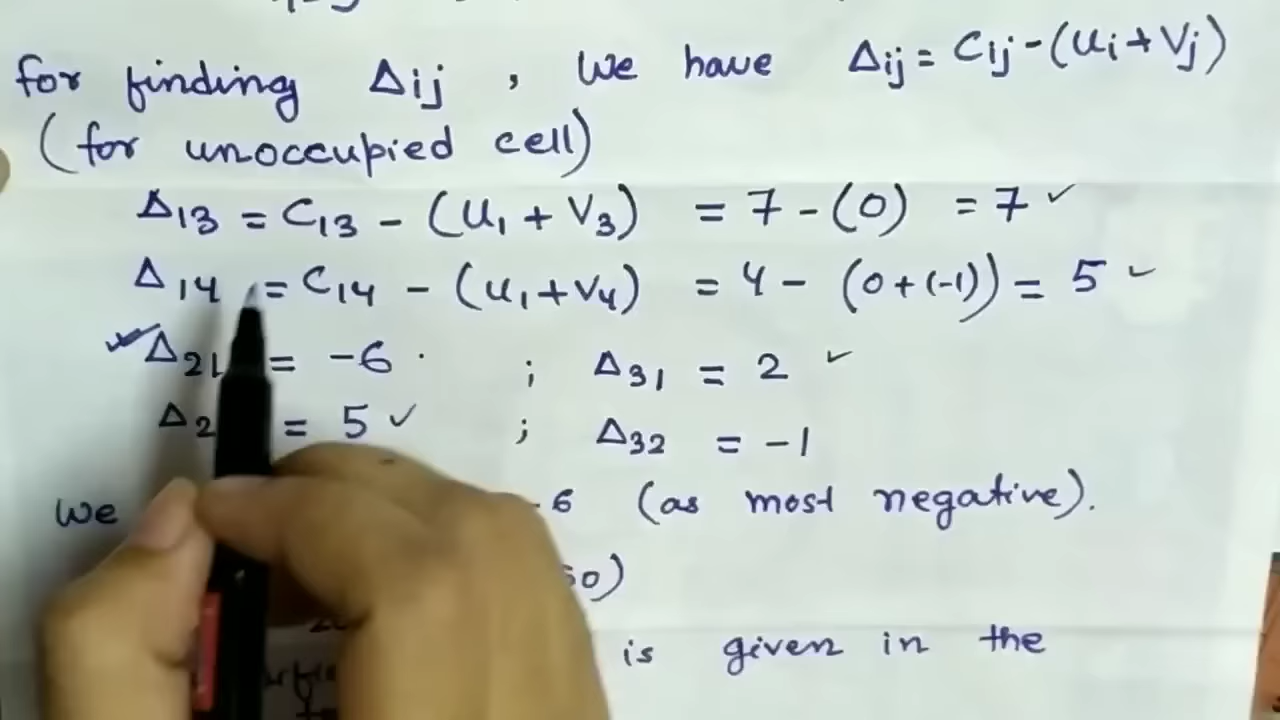 for finding Δij , We have Δij = Cij - (ui + Vj)
(for unoccupied cell)
Δ13 = C13 - (U1 + V3) = 7 - (0) = 7 ✓
Δ14 = C14 - (u1 + V4) = 4 - (0 + (-1)) = 5 ✓
Δ21 = -6 ; Δ31 = 2 ✓
Δ2 = 5 ✓ ; Δ32 = -1
We -6 (as most negative).
is given in the